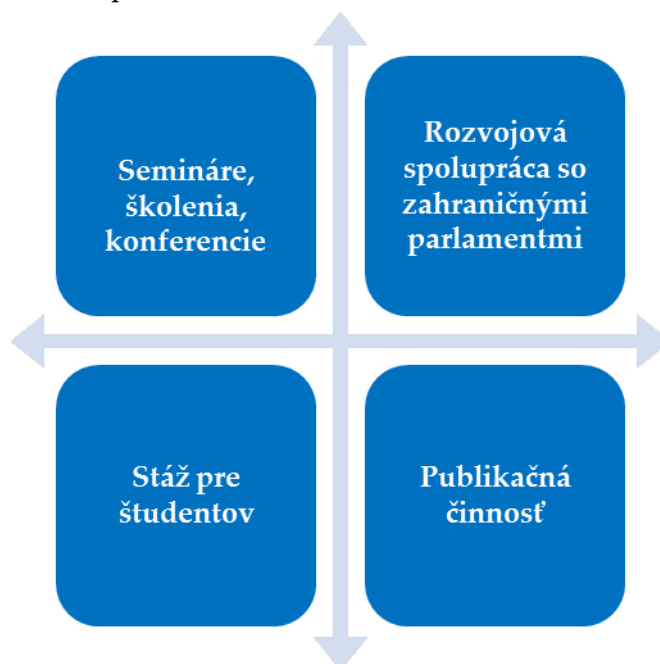 Semináre,
školenia,
konferencie
Rozvojová
spolupráca so
zahraničnými
parlamentmi
Stáž pre
študentov
Publikačná
činnosť